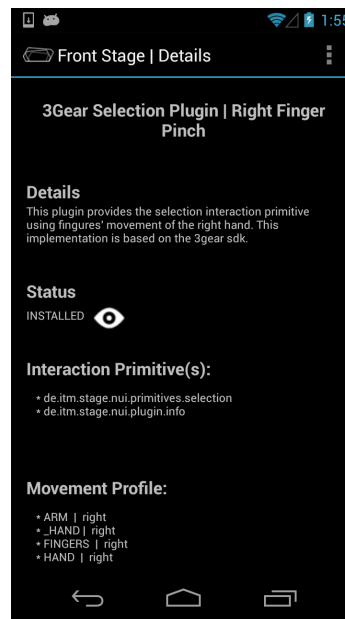 1:55
Front Stage | Details
3Gear Selection Plugin | Right Finger
Pinch
Details
This plugin provides the selection interaction primitive
using fingures' movement of the right hand. This
implementation is based on the 3gear sdk.
Status
INSTALLED
Interaction Primitive(s):
* de.itm.stage.nui.primitives.selection
* de.itm.stage.nui.plugin.info
Movement Profile:
* ARM | right
* _HAND | right
* FINGERS | right
* HAND | right